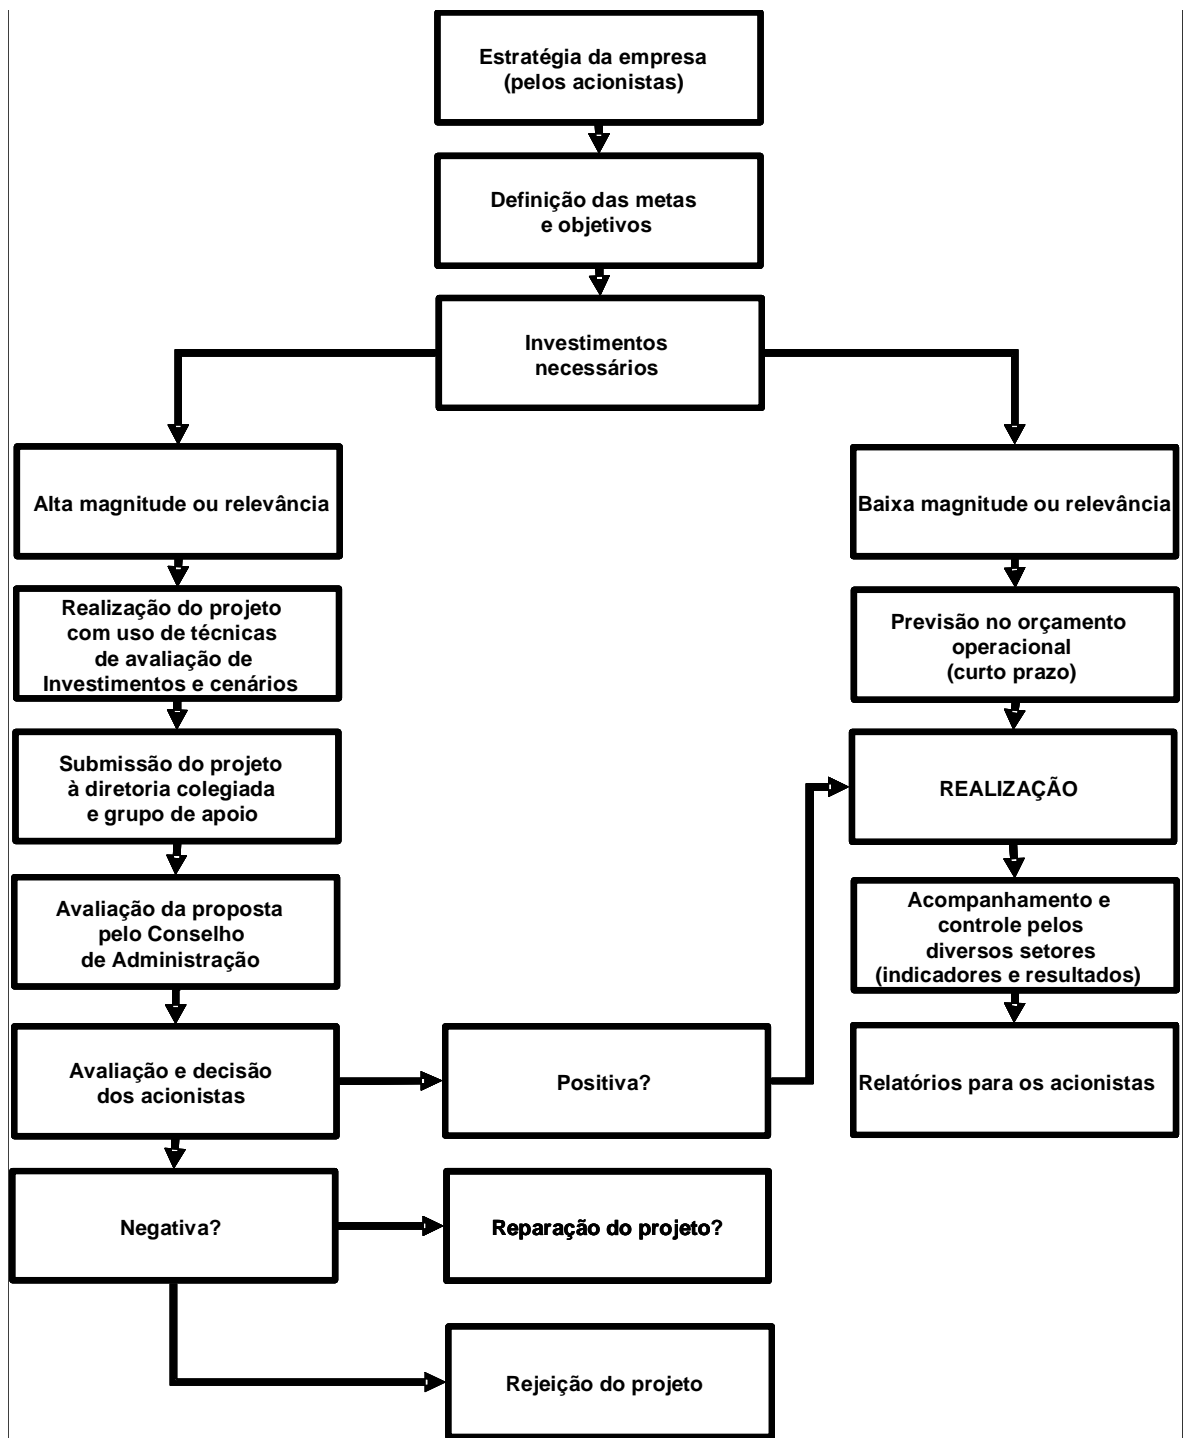 Estratégia da empresa
(pelos acionistas)
Definição das metas
e objetivos
Investimentos
necessários
Alta magnitude ou relevância
Baixa magnitude ou relevância
Realização do projeto
com uso de técnicas
de avaliação de
Investimentos e cenários
Previsão no orçamento
operacional
(curto prazo)
Submissão do projeto
à diretoria colegiada
e grupo de apoio
REALIZAÇÃO
Avaliação da proposta
pelo Conselho
de Administração
Acompanhamento e
controle pelos
diversos setores
(indicadores e resultados)
Avaliação e decisão
dos acionistas
Positiva?
Relatórios para os acionistas
Negativa?
Reparação do projeto?
Rejeição do projeto